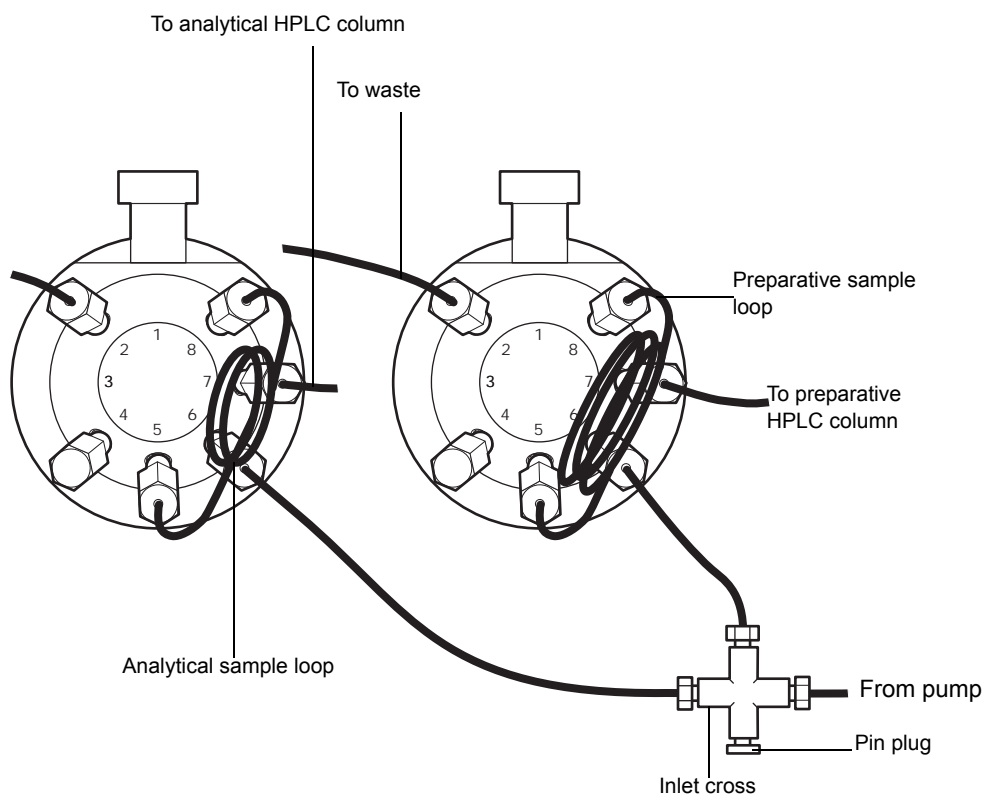 To analytical HPLC column
To waste
Preparative sample
loop
1
2
8
3
7
4
6
5
1
2
8
3
7
4
6
5
To preparative
HPLC column
Analytical sample loop
From pump
Pin plug
Inlet cross